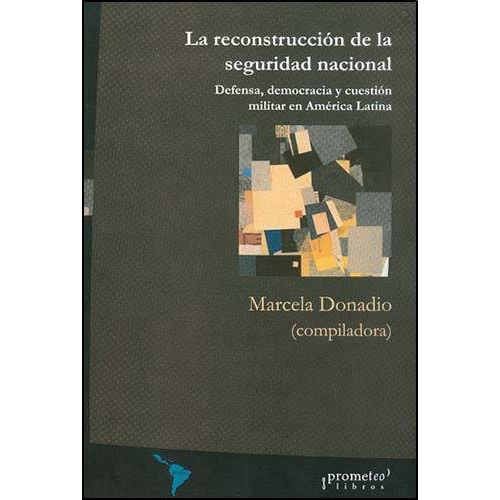 La reconstrucción de la
seguridad nacional
Defensa, democracia y cuestión
militar en América Latina
Marcela Donadio
(compiladora)
prometeo
libros